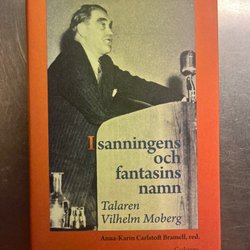 I sanningens
och
fantasins
namn
Talaren
Vilhelm Moberg
Anna-Karin Carlstoft Bramell, red.